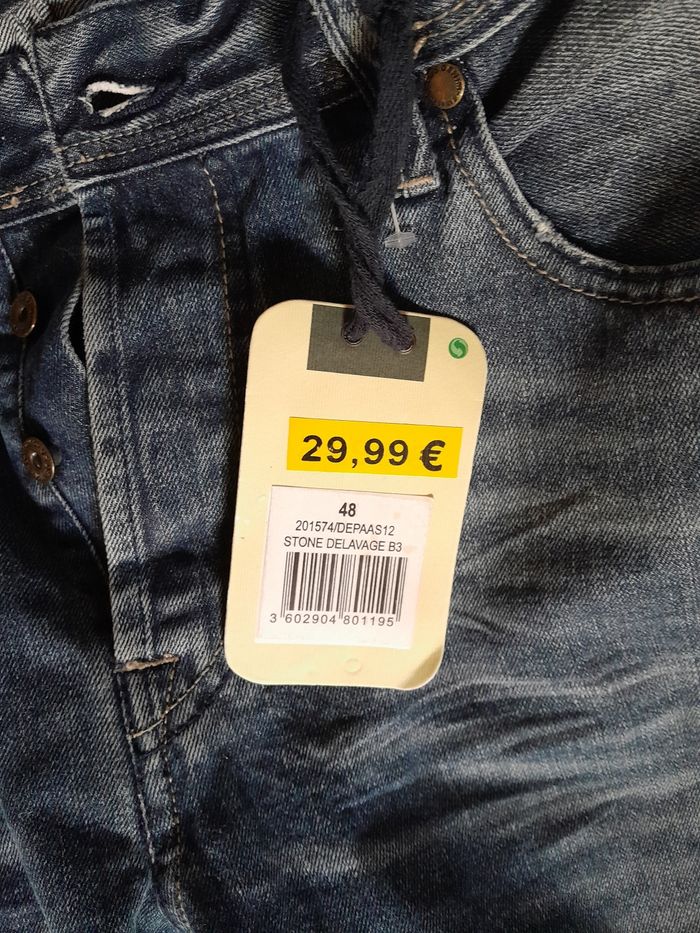 29,99 €
48
201574/DEPAAS12
STONE DELAVAGE B3
3 602904 801195